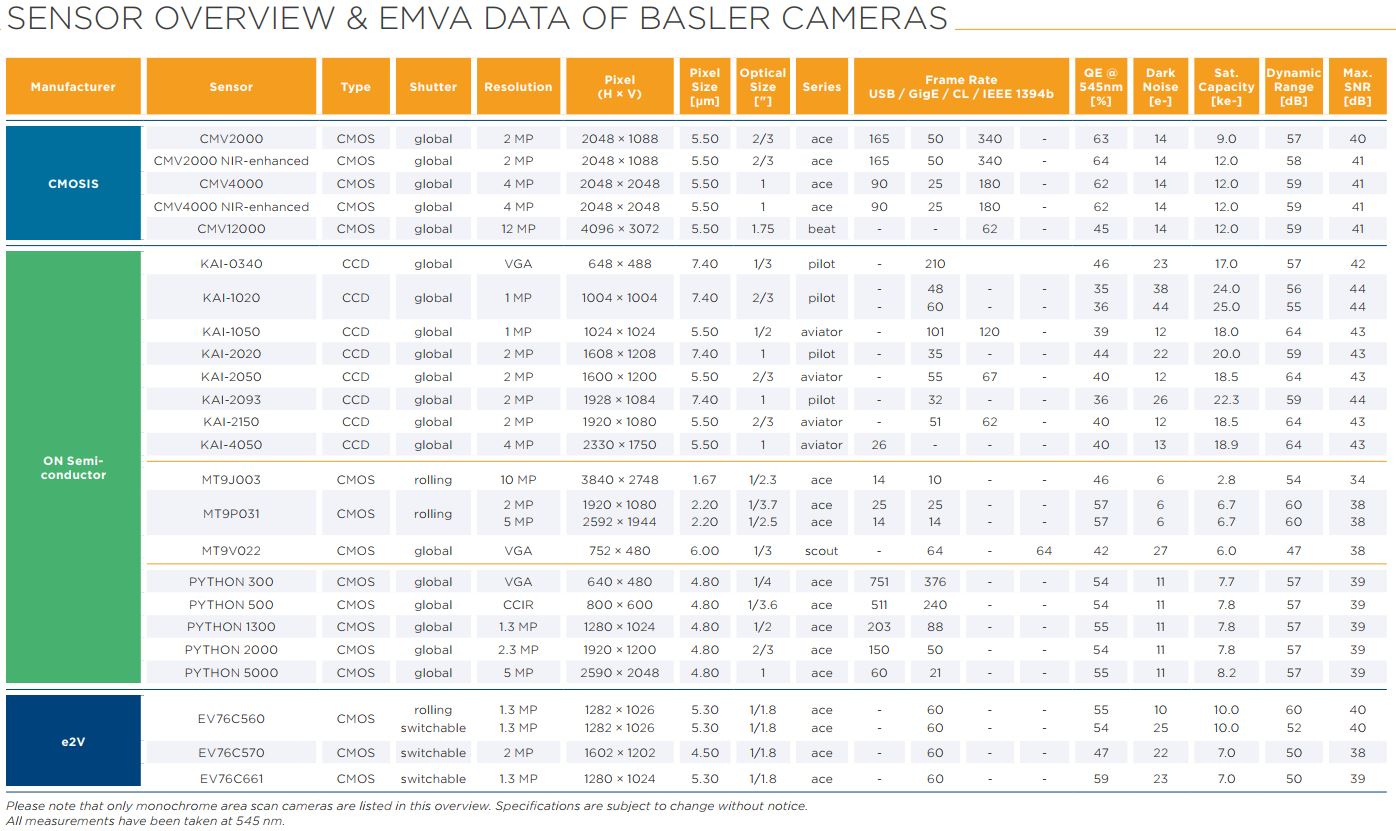 SENSOR OVERVIEW & EMVA DATA OF BASLER CAMERAS
Manufacturer Sensor Type Shutter Resolution Pixel (H × V) Pixel Size [µm] Optical Size ["] Series Frame Rate USB / GigE / CL / IEEE 1394b QE @ 545nm [%] Dark Noise [e-] Sat. Capacity [ke-] Dynamic Range [dB] Max. SNR [dB]
CMOSIS
CMV2000 CMOS global 2 MP 2048 × 1088 5.50 2/3 ace 165 50 340 - 63 14 9.0 57 40
CMV2000 NIR-enhanced CMOS global 2 MP 2048 × 1088 5.50 2/3 ace 165 50 340 - 64 14 12.0 58 41
CMV4000 CMOS global 4 MP 2048 × 2048 5.50 1 ace 90 25 180 - 62 14 12.0 59 41
CMV4000 NIR-enhanced CMOS global 4 MP 2048 × 2048 5.50 1 ace 90 25 180 - 62 14 12.0 59 41
CMV12000 CMOS global 12 MP 4096 × 3072 5.50 1.75 beat - - 62 - 45 14 12.0 59 41
ON Semi-
conductor
KAI-0340 CCD global VGA 648 × 488 7.40 1/3 pilot - 210 46 23 17.0 57 42
KAI-1020 CCD global 1 MP 1004 × 1004 7.40 2/3 pilot - 48 - - 35 38 24.0 56 44
- 60 - - 36 44 25.0 55 44
KAI-1050 CCD global 1 MP 1024 × 1024 5.50 1/2 aviator - 101 120 - 39 12 18.0 64 43
KAI-2020 CCD global 2 MP 1608 × 1208 7.40 1 pilot - 35 - - 44 22 20.0 59 43
KAI-2050 CCD global 2 MP 1600 × 1200 5.50 2/3 aviator - 55 67 - 40 12 18.5 64 43
KAI-2093 CCD global 2 MP 1928 × 1084 7.40 1 pilot - 32 - - 36 26 22.3 59 44
KAI-2150 CCD global 2 MP 1920 × 1080 5.50 2/3 aviator - 51 62 - 40 12 18.5 64 43
KAI-4050 CCD global 4 MP 2330 × 1750 5.50 1 aviator 26 - - - 40 13 18.9 64 43
MT9J003 CMOS rolling 10 MP 3840 × 2748 1.67 1/2.3 ace 14 10 - - 46 6 2.8 54 34
MT9P031 CMOS rolling 2 MP 1920 × 1080 2.20 1/3.7 ace 25 25 - - 57 6 6.7 60 38
5 MP 2592 × 1944 2.20 1/2.5 ace 14 14 - - 57 6 6.7 60 38
MT9V022 CMOS global VGA 752 × 480 6.00 1/3 scout - 64 - 64 42 27 6.0 47 38
PYTHON 300 CMOS global VGA 640 × 480 4.80 1/4 ace 751 376 - - 54 11 7.7 57 39
PYTHON 500 CMOS global CCIR 800 × 600 4.80 1/3.6 ace 511 240 - - 54 11 7.8 57 39
PYTHON 1300 CMOS global 1.3 MP 1280 × 1024 4.80 1/2 ace 203 88 - - 55 11 7.8 57 39
PYTHON 2000 CMOS global 2.3 MP 1920 × 1200 4.80 2/3 ace 150 50 - - 54 11 7.8 57 39
PYTHON 5000 CMOS global 5 MP 2590 × 2048 4.80 1 ace 60 21 - - 55 11 8.2 57 39
e2V
EV76C560 CMOS rolling 1.3 MP 1282 × 1026 5.30 1/1.8 ace - 60 - - 55 10 10.0 60 40
switchable 1.3 MP 1282 × 1026 5.30 1/1.8 ace - 60 - - 54 25 10.0 52 40
EV76C570 CMOS switchable 2 MP 1602 × 1202 4.50 1/1.8 ace - 60 - - 47 22 7.0 50 38
EV76C661 CMOS switchable 1.3 MP 1280 × 1024 5.30 1/1.8 ace - 60 - - 59 23 7.0 50 39
Please note that only monochrome area scan cameras are listed in this overview. Specifications are subject to change without notice.
All measurements have been taken at 545 nm.